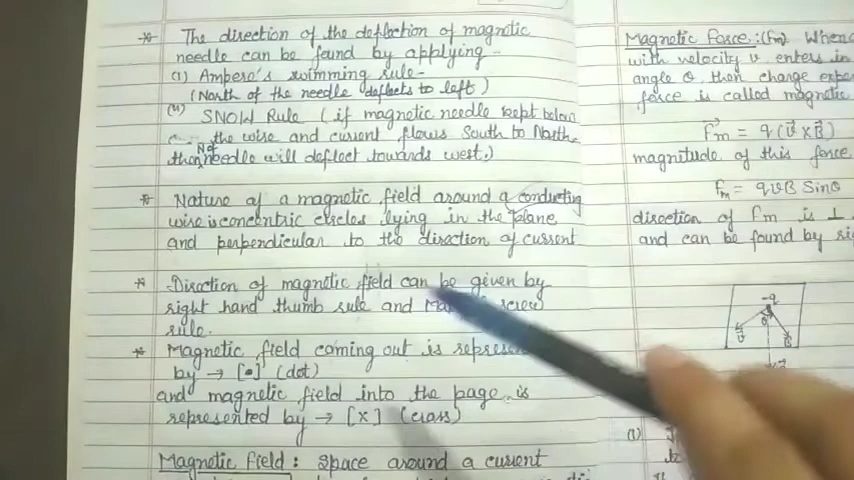 The direction of the deflection of magnetic
needle can be found by applying -
(i) Ampere's swimming rule -
(North of the needle deflects to left)
(ii) SNOW Rule (if magnetic needle kept below
the wire and current flows South to North
then N of needle will deflect towards west.)
Nature of a magnetic field around a conducting
wire is concentric circles lying in the plane
and perpendicular to the direction of current
Direction of magnetic field can be given by
right hand thumb rule and screw
rule.
Magnetic field coming out is
by → [•] (dot)
and magnetic field into the page is
represented by → [x] (cross)
Magnetic field: Space around a current
Magnetic Force: (Fm)
with velocity v enters in
angle θ then charge
force is called magnetic
F⃗m = q(v⃗ x B⃗)
magnitude of this force
fm = qvB Sinθ
direction of Fm is ⊥
and can be found by
-q
θ
v⃗
B⃗
(i)